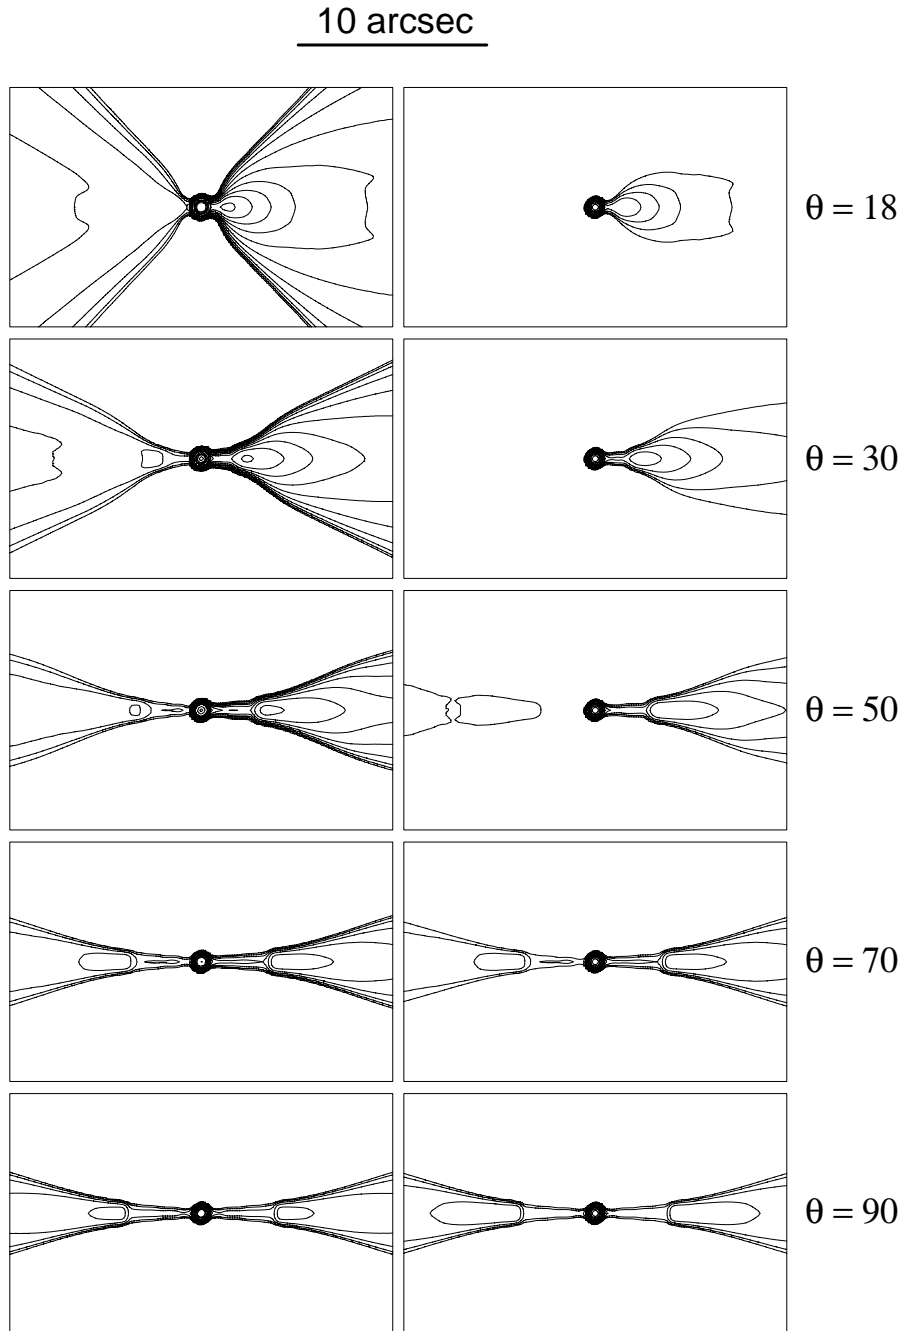 10 arcsec
θ = 18
θ = 30
θ = 50
θ = 70
θ = 90